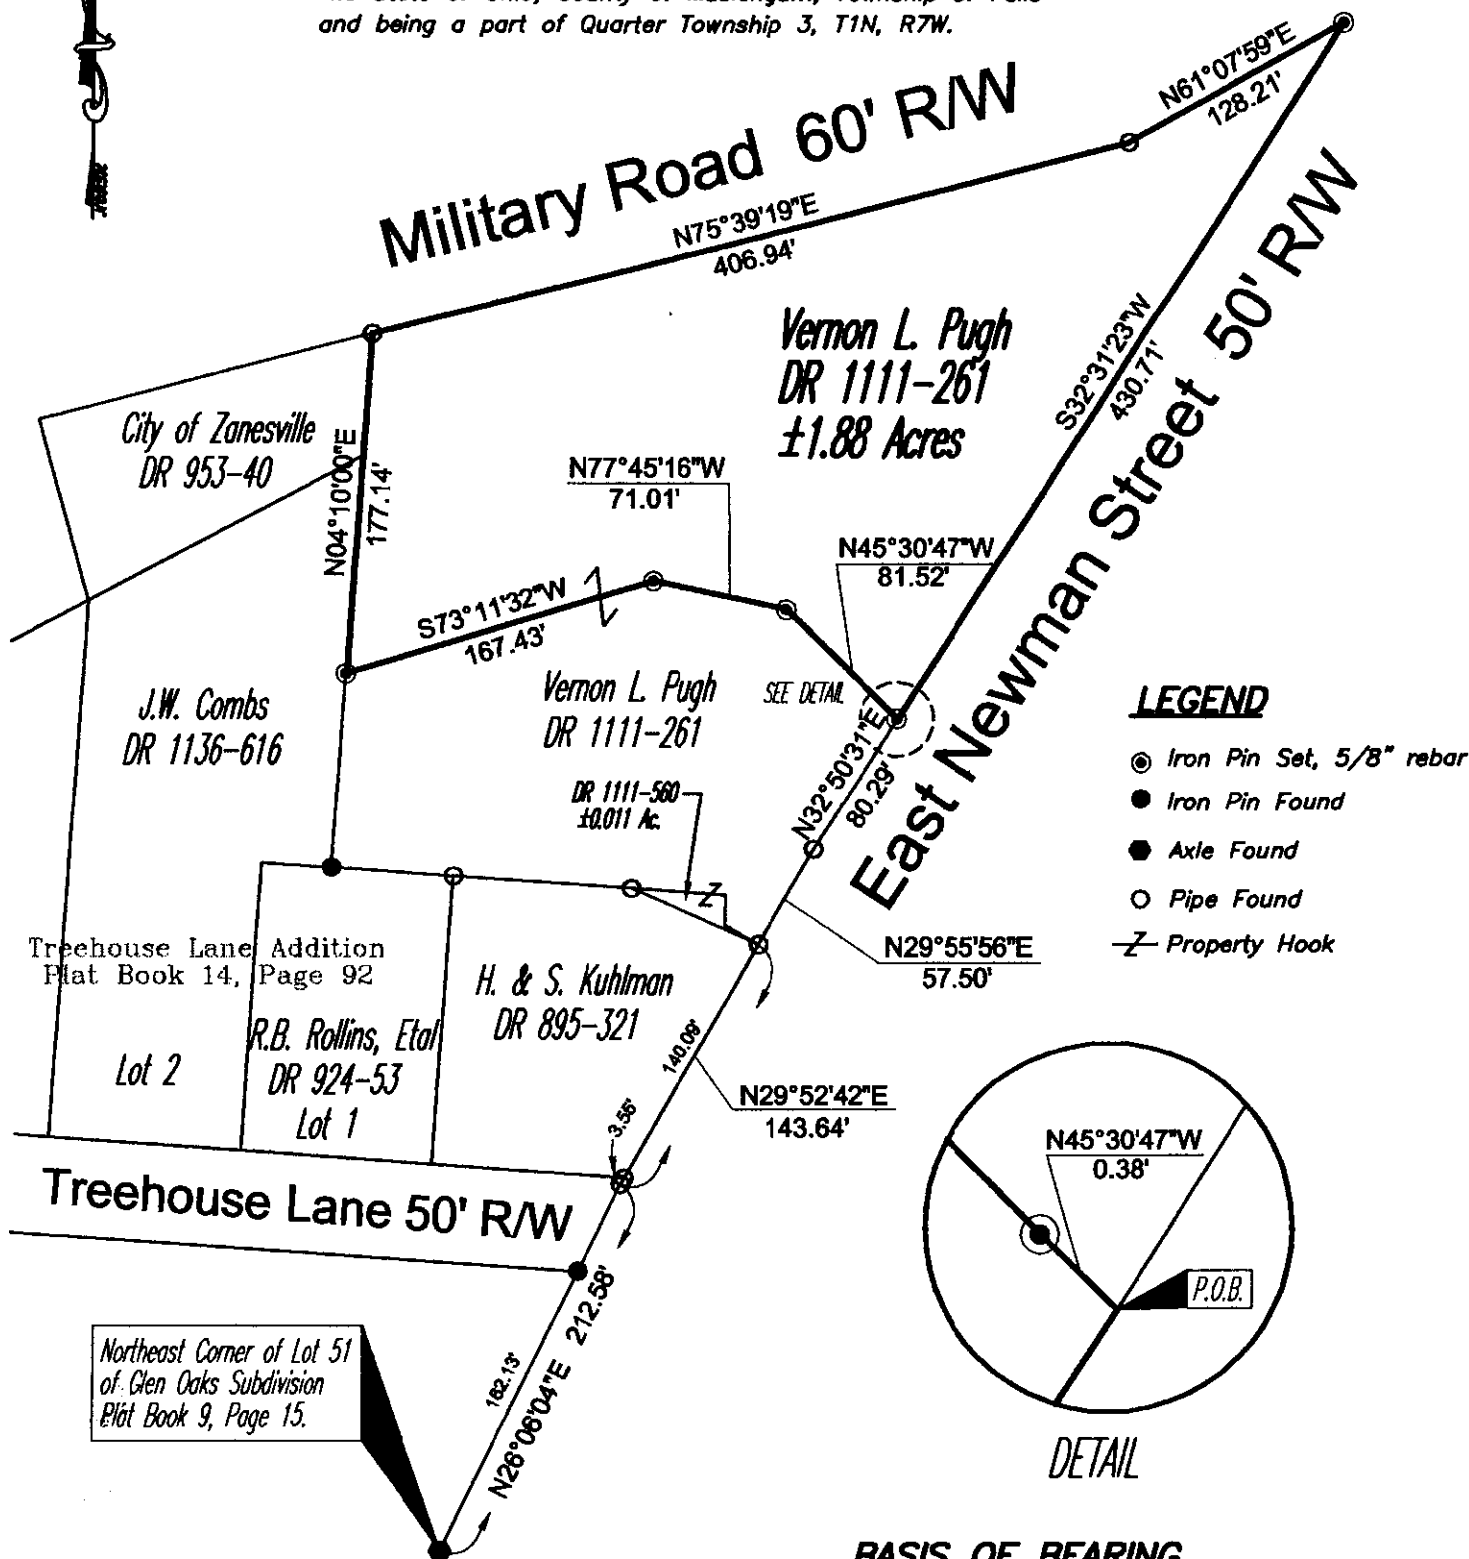 and being a part of Quarter Township 3, T1N, R7W.
N61°07'59"E
128.21'
Military Road 60' R/W
N75°39'19"E
406.94'
Vernon L. Pugh
DR 1111-261
±1.88 Acres
S32°31'23"W
430.71'
East Newman Street 50' R/W
City of Zanesville
DR 953-40
N04°10'00"E
177.14'
N77°45'16"W
71.01'
N45°30'47"W
81.52'
S73°11'32"W
167.43'
J.W. Combs
DR 1136-616
Vernon L. Pugh
DR 1111-261
SEE DETAIL
DR 1111-560
±0.011 Ac.
N32°50'31"E
80.29'
LEGEND
Iron Pin Set, 5/8" rebar
Iron Pin Found
Axle Found
Pipe Found
Property Hook
N29°55'56"E
57.50'
Treehouse Lane Addition
Plat Book 14, Page 92
H. & S. Kuhlman
DR 895-321
R.B. Rollins, Etal
DR 924-53
Lot 1
Lot 2
140.09'
N29°52'42"E
143.64'
3.55'
Treehouse Lane 50' R/W
N45°30'47"W
0.38'
P.O.B.
DETAIL
Northeast Corner of Lot 51
of Glen Oaks Subdivision
Plat Book 9, Page 15.
162.13'
N26°06'04"E 212.58'
BASIS OF BEARING